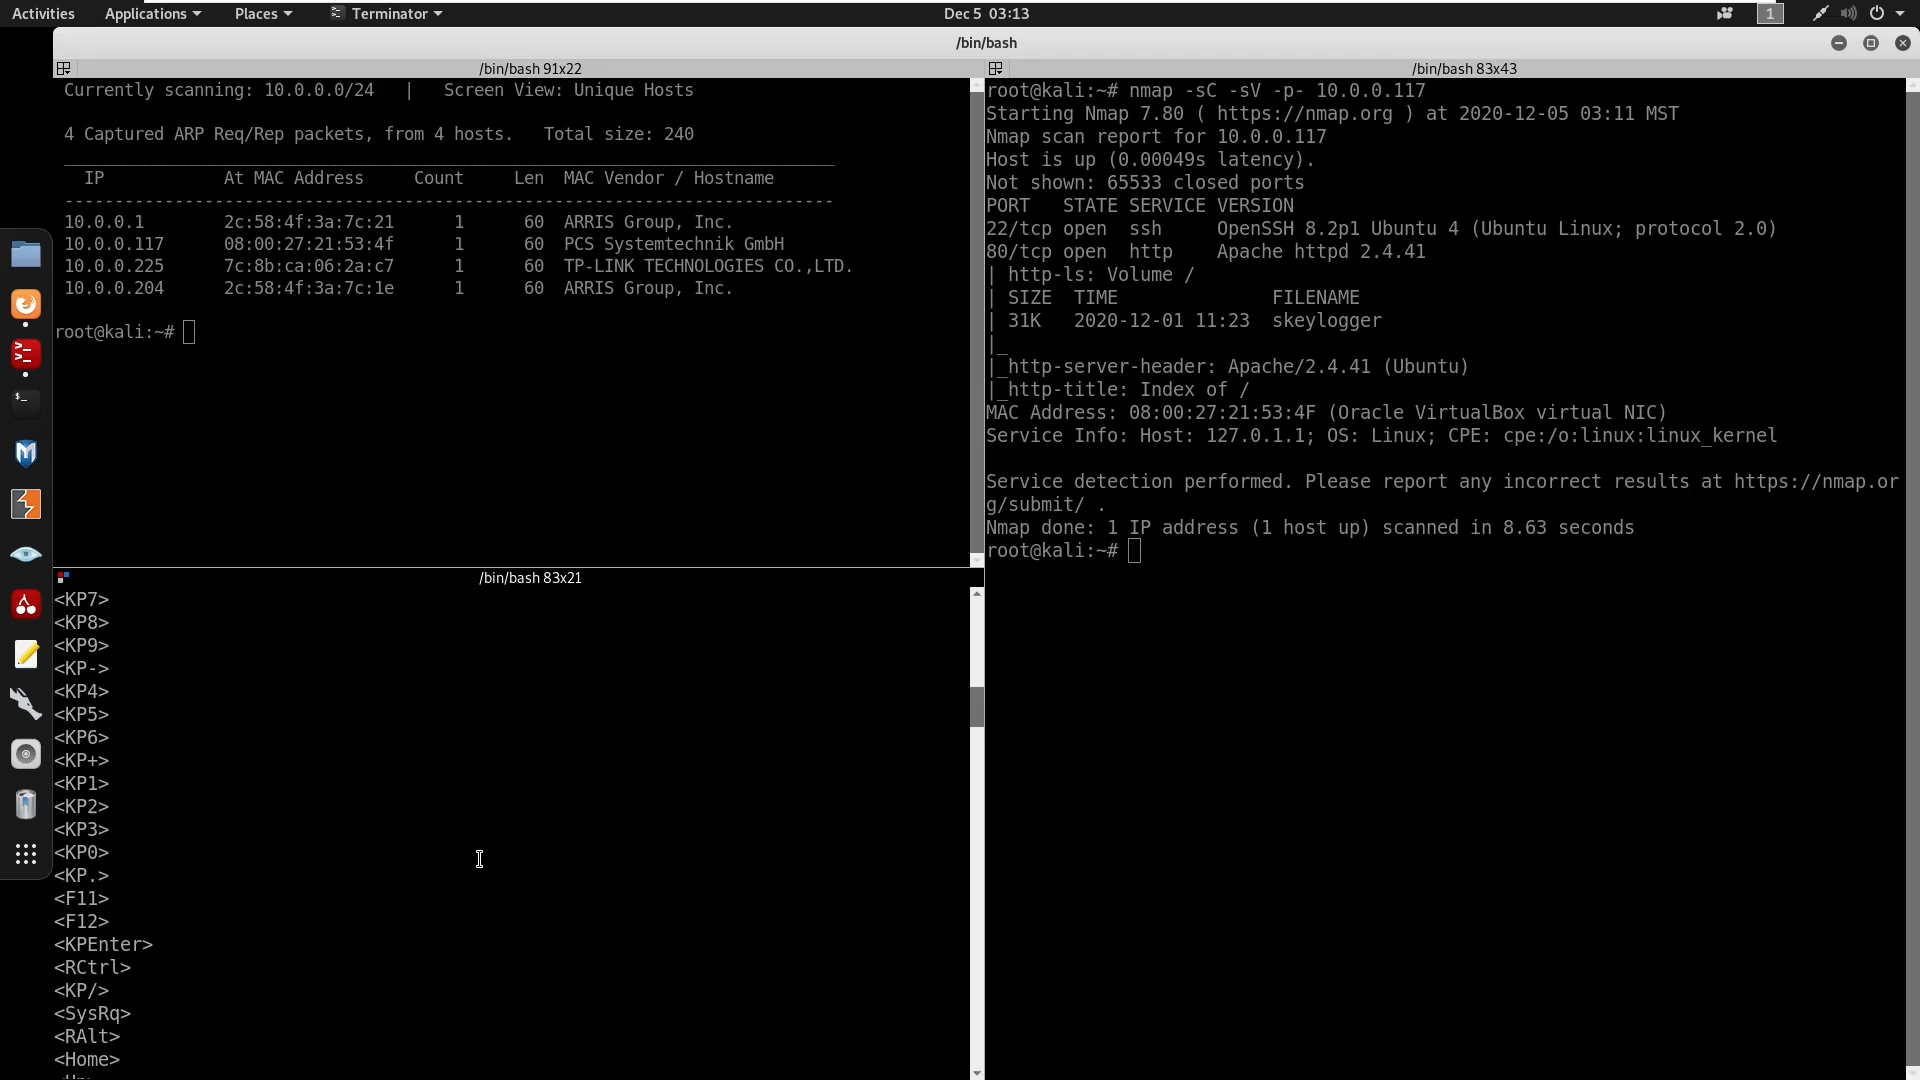 Activities Applications Places Terminator Dec 5 03:13 1
/bin/bash
/bin/bash 91x22
Currently scanning: 10.0.0.0/24 | Screen View: Unique Hosts
4 Captured ARP Req/Rep packets, from 4 hosts. Total size: 240
_____________________________________________________________________________
IP At MAC Address Count Len MAC Vendor / Hostname
-----------------------------------------------------------------------------
10.0.0.1 2c:58:4f:3a:7c:21 1 60 ARRIS Group, Inc.
10.0.0.117 08:00:27:21:53:4f 1 60 PCS Systemtechnik GmbH
10.0.0.225 7c:8b:ca:06:2a:c7 1 60 TP-LINK TECHNOLOGIES CO.,LTD.
10.0.0.204 2c:58:4f:3a:7c:1e 1 60 ARRIS Group, Inc.
root@kali:~#
/bin/bash 83x21
<KP7>
<KP8>
<KP9>
<KP->
<KP4>
<KP5>
<KP6>
<KP+>
<KP1>
<KP2>
<KP3>
<KP0>
<KP.>
<F11>
<F12>
<KPEnter>
<RCtrl>
<KP/>
<SysRq>
<RAlt>
<Home>
/bin/bash 83x43
root@kali:~# nmap -sC -sV -p- 10.0.0.117
Starting Nmap 7.80 ( https://nmap.org ) at 2020-12-05 03:11 MST
Nmap scan report for 10.0.0.117
Host is up (0.00049s latency).
Not shown: 65533 closed ports
PORT STATE SERVICE VERSION
22/tcp open ssh OpenSSH 8.2p1 Ubuntu 4 (Ubuntu Linux; protocol 2.0)
80/tcp open http Apache httpd 2.4.41
| http-ls: Volume /
| SIZE TIME FILENAME
| 31K 2020-12-01 11:23 skeylogger
|_
|_http-server-header: Apache/2.4.41 (Ubuntu)
|_http-title: Index of /
MAC Address: 08:00:27:21:53:4F (Oracle VirtualBox virtual NIC)
Service Info: Host: 127.0.1.1; OS: Linux; CPE: cpe:/o:linux:linux_kernel
Service detection performed. Please report any incorrect results at https://nmap.or
g/submit/ .
Nmap done: 1 IP address (1 host up) scanned in 8.63 seconds
root@kali:~#